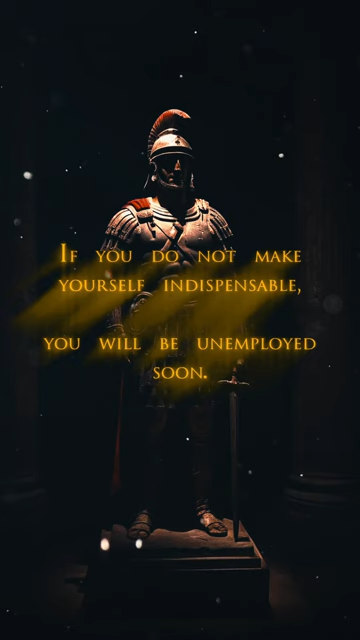 If you do not make
yourself indispensable,
you will be unemployed
soon.